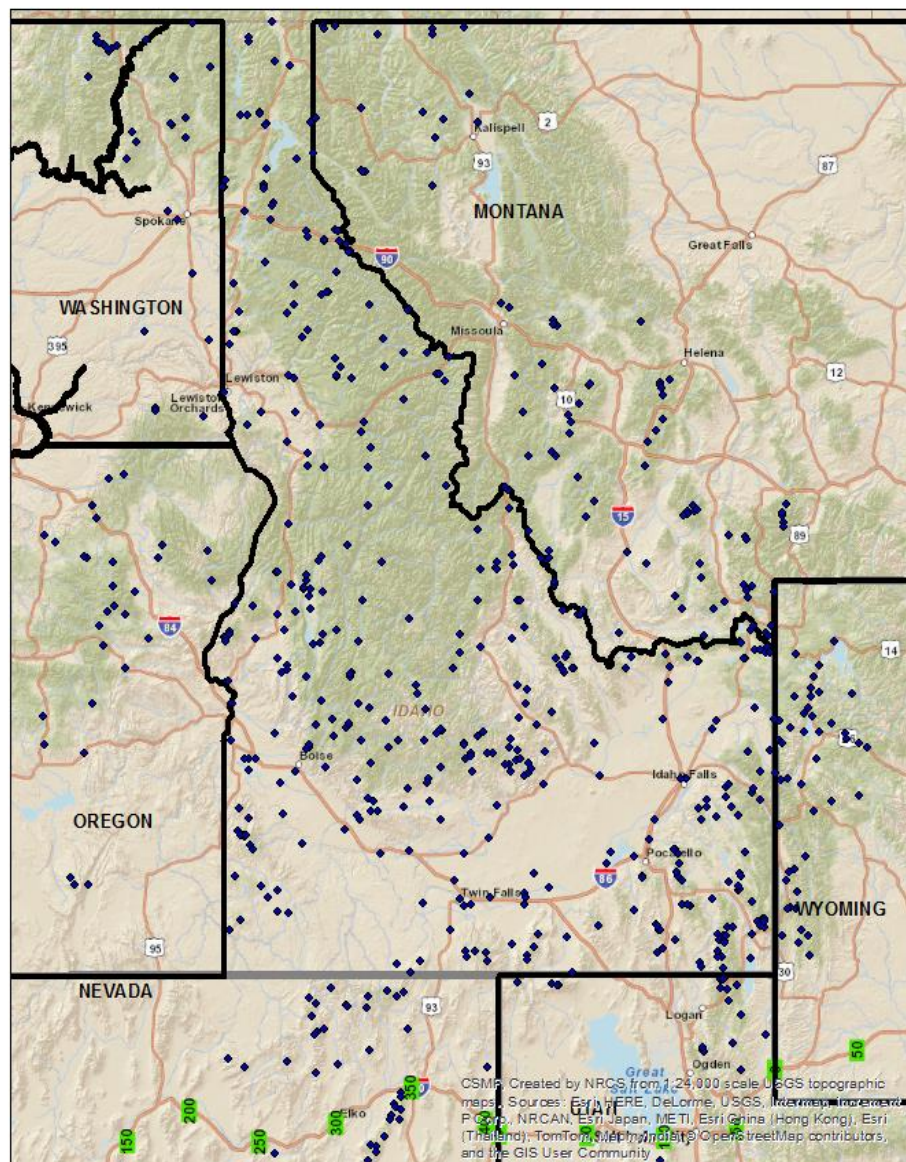 2
Kalispell
93
87
MONTANA
Spokane
Great Falls
90
WASHINGTON
Missoula
395
Helena
Lewiston
12
Lewiston
Orchards
10
15
89
84
14
IDAHO
Boise
Idaho Falls
OREGON
Pocatello
86
Twin Falls
WYOMING
95
30
NEVADA
93
Logan
50
Ogden
350
Great
Elko
300
200
250
150
CSMP, Created by NRCS from 1:24,000 scale USGS topographic
maps, Sources: Esri, HERE, DeLorme, USGS, Intermap, increment
P Corp., NRCAN, Esri Japan, METI, Esri China (Hong Kong), Esri
(Thailand), TomTom, MapmyIndia, © OpenStreetMap contributors,
and the GIS User Community
UTAH